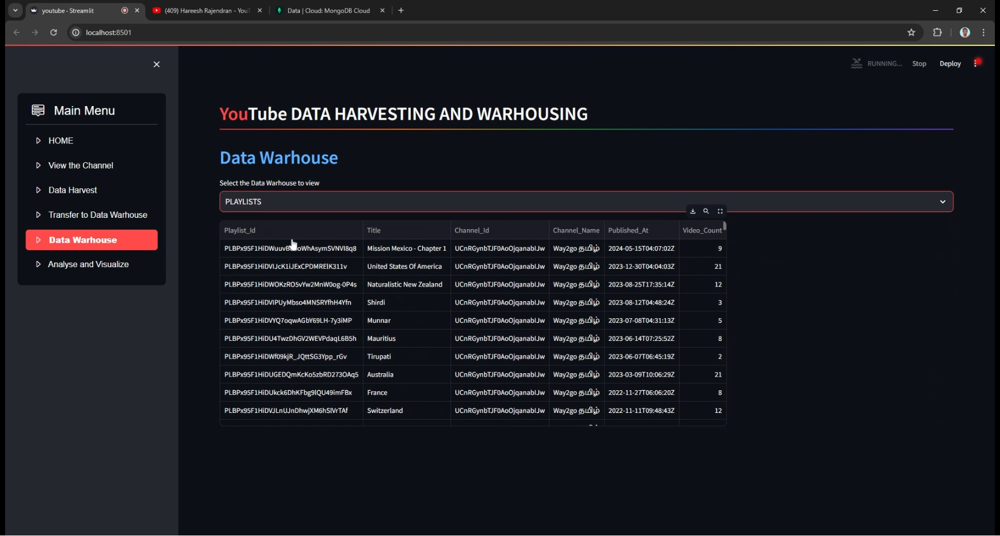 youtube · Streamlit
(409) Hareesh Rajendran - YouT
Data | Cloud: MongoDB Cloud
localhost:8501
RUNNING...
Stop
Deploy
Main Menu
HOME
View the Channel
Data Harvest
Transfer to Data Warhouse
Data Warhouse
Analyse and Visualize
YouTube DATA HARVESTING AND WARHOUSING
Data Warhouse
Select the Data Warhouse to view
PLAYLISTS
Playlist_Id Title Channel_Id Channel_Name Published_At Video_Count
Mission Mexico - Chapter 1 UCnRGynbTJF0AoOjqanablJw Way2go தமிழ் 2024-05-15T04:07:02Z 9
PLBPx95F1HiDVIJcK1iJExCPDMREIK311v United States Of America UCnRGynbTJF0AoOjqanablJw Way2go தமிழ் 2023-12-30T04:04:03Z 21
PLBPx95F1HiDWOKzRO5vYw2MnW0og-0P4s Naturalistic New Zealand UCnRGynbTJF0AoOjqanablJw Way2go தமிழ் 2023-08-25T17:35:14Z 12
PLBPx95F1HiDVIPUyMbso4MNSRYfhH4Yfn Shirdi UCnRGynbTJF0AoOjqanablJw Way2go தமிழ் 2023-08-12T04:48:24Z 3
PLBPx95F1HiDVYQ7oqwAGbY69LH-7y3iMP Munnar UCnRGynbTJF0AoOjqanablJw Way2go தமிழ் 2023-07-08T04:31:13Z 5
PLBPx95F1HiDU4TwzDhGV2WEVPdaqL6B5h Mauritius UCnRGynbTJF0AoOjqanablJw Way2go தமிழ் 2023-06-14T07:25:52Z 8
PLBPx95F1HiDWf09kjR_JQttSG3Ypp_rGv Tirupati UCnRGynbTJF0AoOjqanablJw Way2go தமிழ் 2023-06-07T06:45:19Z 2
PLBPx95F1HiDUGEDQmKcKo5zbRD273OAq5 Australia UCnRGynbTJF0AoOjqanablJw Way2go தமிழ் 2023-03-09T10:06:29Z 21
PLBPx95F1HiDUkck6DhKFbg9lQU49imFBx France UCnRGynbTJF0AoOjqanablJw Way2go தமிழ் 2022-11-27T06:06:20Z 8
PLBPx95F1HiDVJLnUJnDhwjXM6hSlVrTAf Switzerland UCnRGynbTJF0AoOjqanablJw Way2go தமிழ் 2022-11-11T09:48:43Z 12